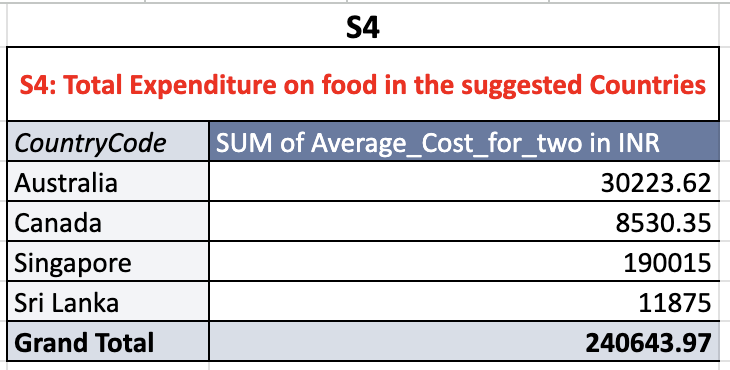 S4
S4: Total Expenditure on food in the suggested Countries
CountryCode SUM of Average_Cost_for_two in INR
Australia 30223.62
Canada 8530.35
Singapore 190015
Sri Lanka 11875
Grand Total 240643.97